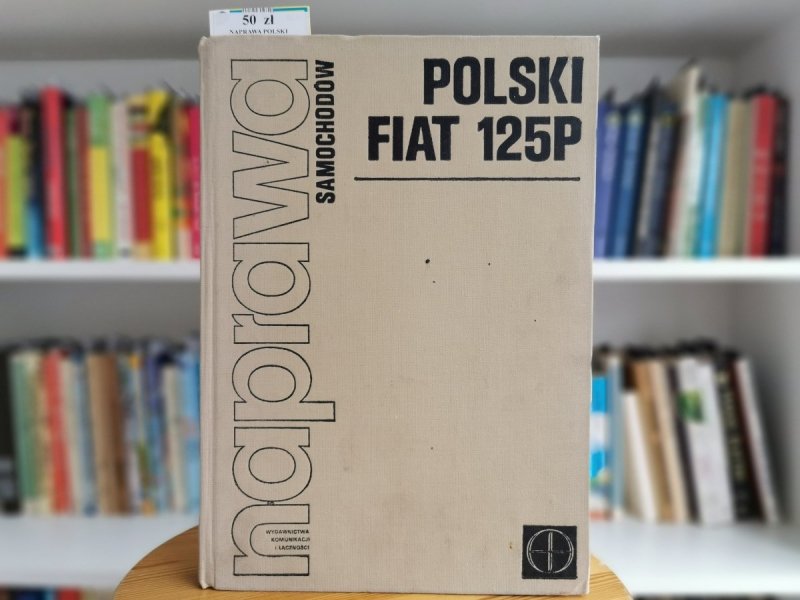 50 zł
NAPRAWA POLSKI
naprawa
SAMOCHODÓW
POLSKI
FIAT 125P
WYDAWNICTWA
KOMUNIKACJI
I ŁĄCZNOŚCI